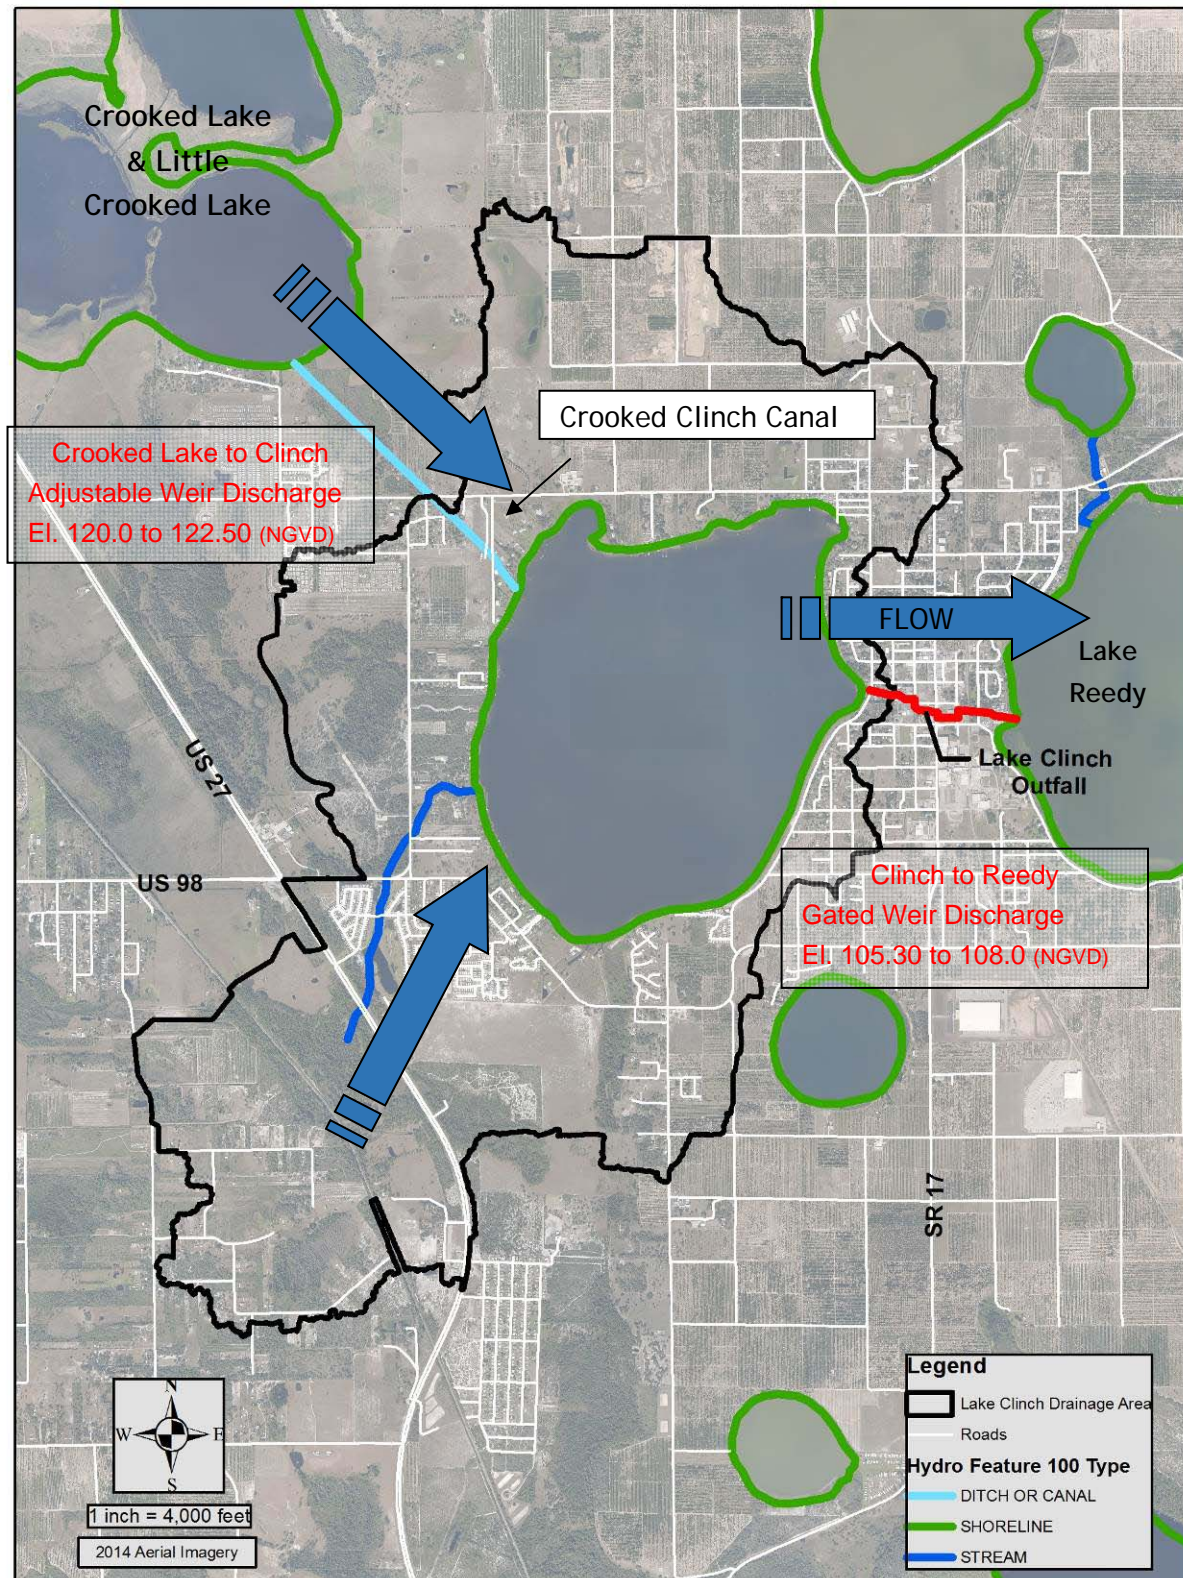 Crooked Lake
& Little
Crooked Lake
Crooked Clinch Canal
Crooked Lake to Clinch
Adjustable Weir Discharge
El. 120.0 to 122.50 (NGVD)
FLOW
Lake
Reedy
Lake Clinch
Outfall
US 27
US 98
Clinch to Reedy
Gated Weir Discharge
El. 105.30 to 108.0 (NGVD)
SR 17
N
W E
S
1 inch = 4,000 feet
2014 Aerial Imagery
Legend
Lake Clinch Drainage Area
Roads
Hydro Feature 100 Type
DITCH OR CANAL
SHORELINE
STREAM